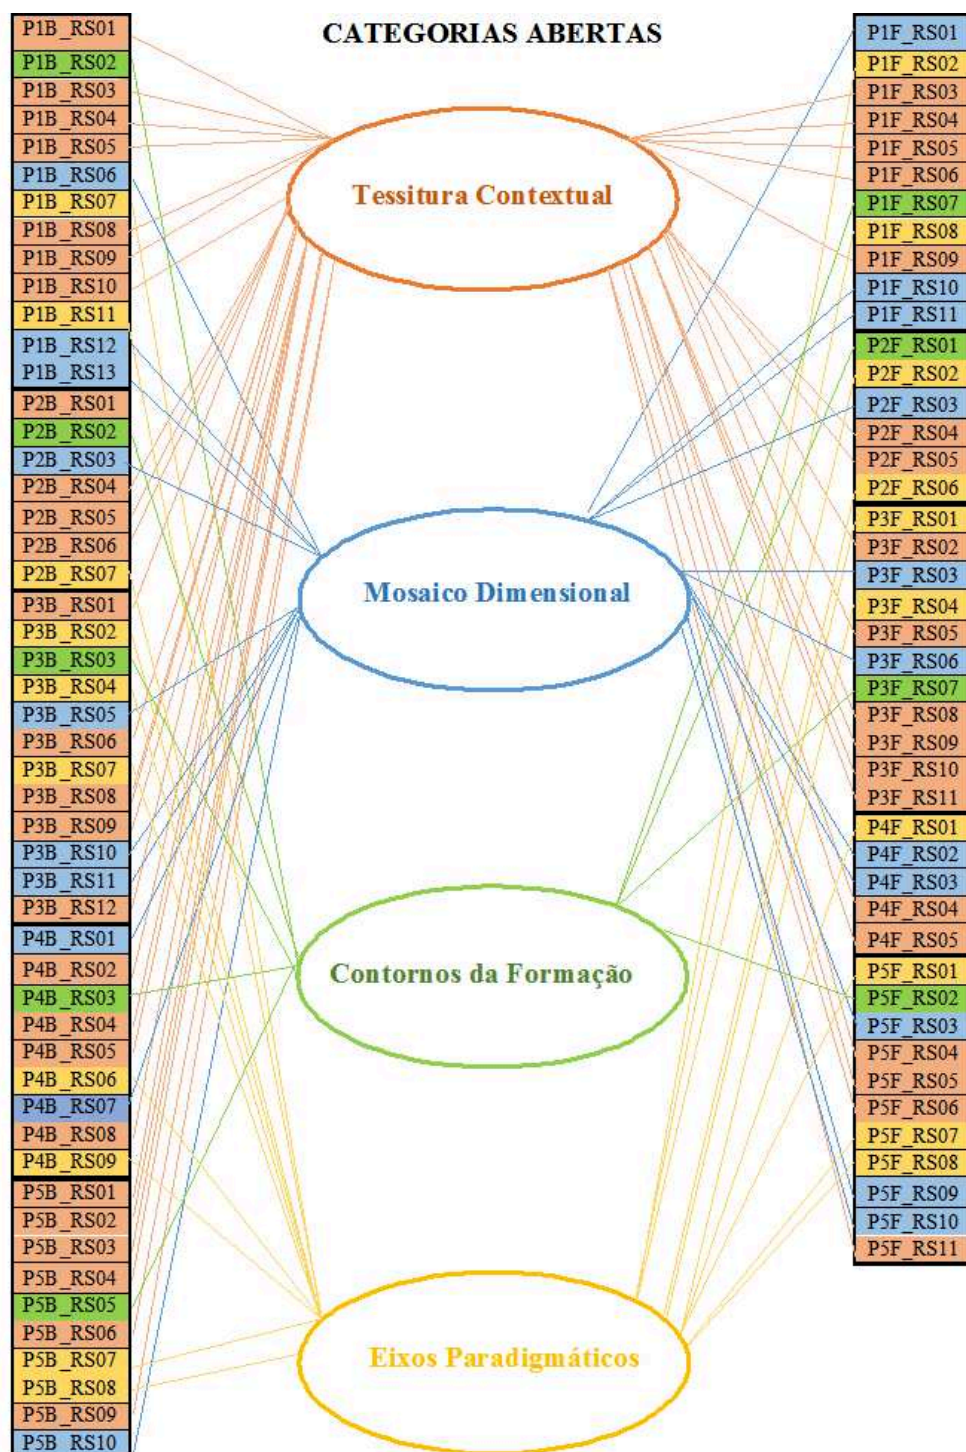 CATEGORIAS ABERTAS
P1B_RS01
P1B_RS02
P1B_RS03
P1B_RS04
P1B_RS05
P1B_RS06
P1B_RS07
P1B_RS08
P1B_RS09
P1B_RS10
P1B_RS11
P1B_RS12
P1B_RS13
P2B_RS01
P2B_RS02
P2B_RS03
P2B_RS04
P2B_RS05
P2B_RS06
P2B_RS07
P3B_RS01
P3B_RS02
P3B_RS03
P3B_RS04
P3B_RS05
P3B_RS06
P3B_RS07
P3B_RS08
P3B_RS09
P3B_RS10
P3B_RS11
P3B_RS12
P4B_RS01
P4B_RS02
P4B_RS03
P4B_RS04
P4B_RS05
P4B_RS06
P4B_RS07
P4B_RS08
P4B_RS09
P5B_RS01
P5B_RS02
P5B_RS03
P5B_RS04
P5B_RS05
P5B_RS06
P5B_RS07
P5B_RS08
P5B_RS09
P5B_RS10
Tessitura Contextual
Mosaico Dimensional
Contornos da Formação
Eixos Paradigmáticos
P1F_RS01
P1F_RS02
P1F_RS03
P1F_RS04
P1F_RS05
P1F_RS06
P1F_RS07
P1F_RS08
P1F_RS09
P1F_RS10
P1F_RS11
P2F_RS01
P2F_RS02
P2F_RS03
P2F_RS04
P2F_RS05
P2F_RS06
P3F_RS01
P3F_RS02
P3F_RS03
P3F_RS04
P3F_RS05
P3F_RS06
P3F_RS07
P3F_RS08
P3F_RS09
P3F_RS10
P3F_RS11
P4F_RS01
P4F_RS02
P4F_RS03
P4F_RS04
P4F_RS05
P5F_RS01
P5F_RS02
P5F_RS03
P5F_RS04
P5F_RS05
P5F_RS06
P5F_RS07
P5F_RS08
P5F_RS09
P5F_RS10
P5F_RS11